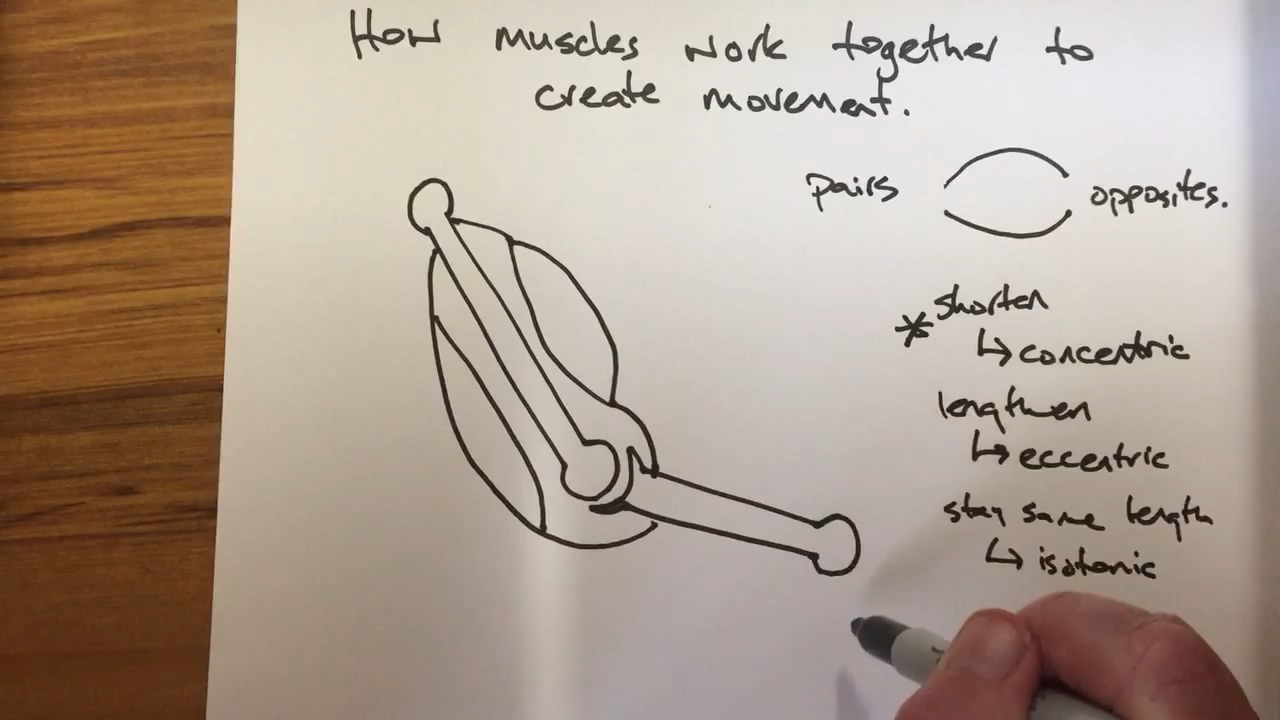 How muscles work together to
create movement.
pairs opposites.
* shorten
↳ concentric
lengthen
↳ eccentric
stay same length
↳ isotonic